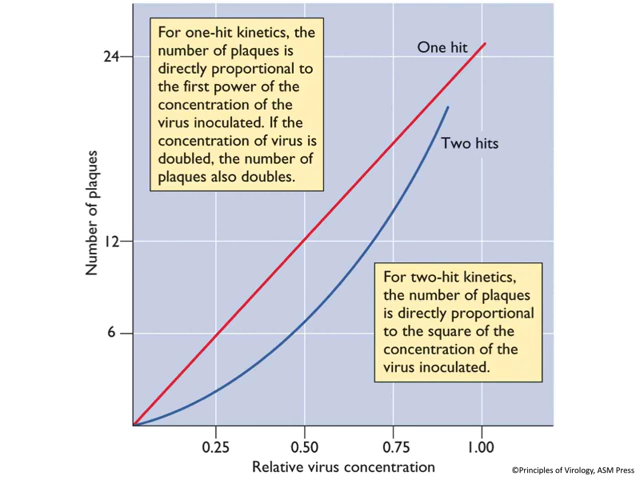 For one-hit kinetics, the
number of plaques is
directly proportional to
the first power of the
concentration of the
virus inoculated. If the
concentration of virus is
doubled, the number of
plaques also doubles.
One hit
Two hits
For two-hit kinetics,
the number of plaques
is directly proportional
to the square of the
concentration of the
virus inoculated.
Number of plaques
24
12
6
0.25 0.50 0.75 1.00
Relative virus concentration
©Principles of Virology, ASM Press